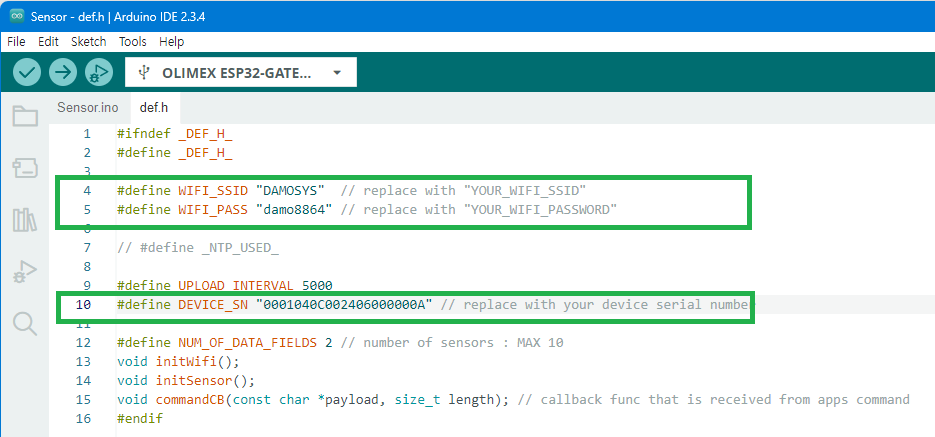 Sensor - def.h | Arduino IDE 2.3.4
File Edit Sketch Tools Help
OLIMEX ESP32-GATE...
Sensor.ino def.h
1 #ifndef _DEF_H_
2 #define _DEF_H_
3
4 #define WIFI_SSID "DAMOSYS" // replace with "YOUR_WIFI_SSID"
5 #define WIFI_PASS "damo8864" // replace with "YOUR_WIFI_PASSWORD"
6
7 // #define _NTP_USED_
8
9 #define UPLOAD_INTERVAL 5000
10 #define DEVICE_SN "0001040C002406000000A" // replace with your device serial number
11
12 #define NUM_OF_DATA_FIELDS 2 // number of sensors : MAX 10
13 void initWifi();
14 void initSensor();
15 void commandCB(const char *payload, size_t length); // callback func that is received from apps command
16 #endif